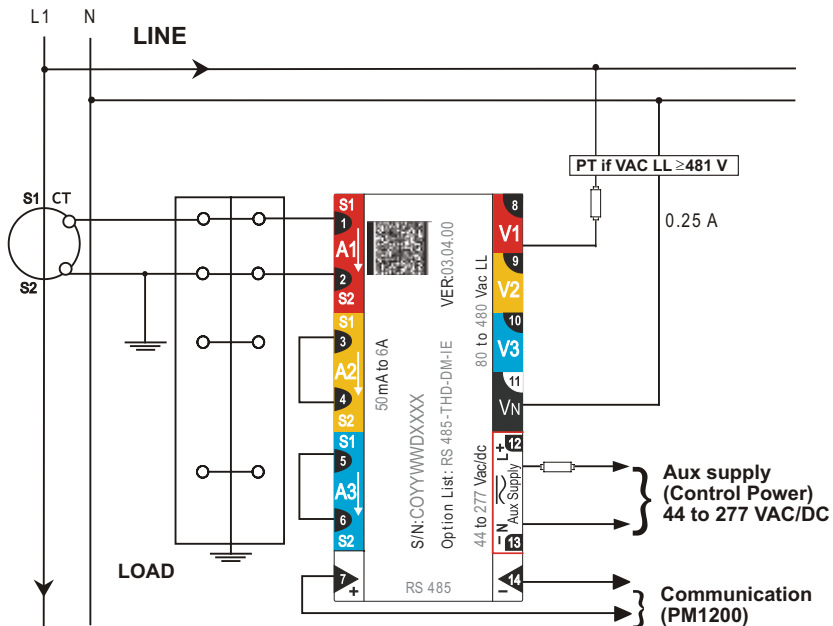 L1 N
LINE
PT if VAC LL ≥481 V
0.25 A
S1 CT
S2
S1
1
A1
2
S2
S1
3
A2
4
S2
S1
5
A3
6
S2
7
+
50mA to 6A
S/N:COYYWWDXXXX
Option List: RS 485-THD-DM-IE
VER:03.04.00
80 to 480 Vac LL
44 to 277 Vac/dc
RS 485
8
V1
9
V2
10
V3
11
VN
12
L+
Aux Supply
– N
13
14
–
Aux supply
(Control Power)
44 to 277 VAC/DC
LOAD
Communication
(PM1200)